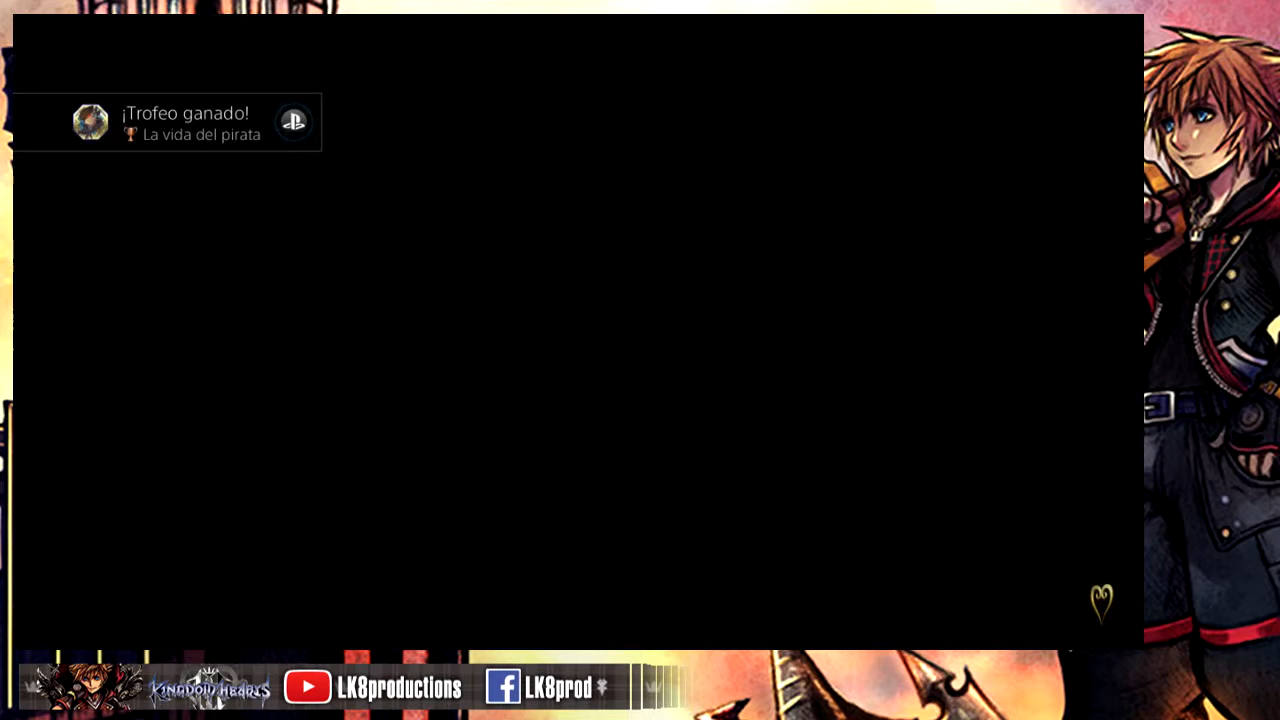 ¡Trofeo ganado!
La vida del pirata
KINGDOM HEARTS
LK8productions
LK8prod